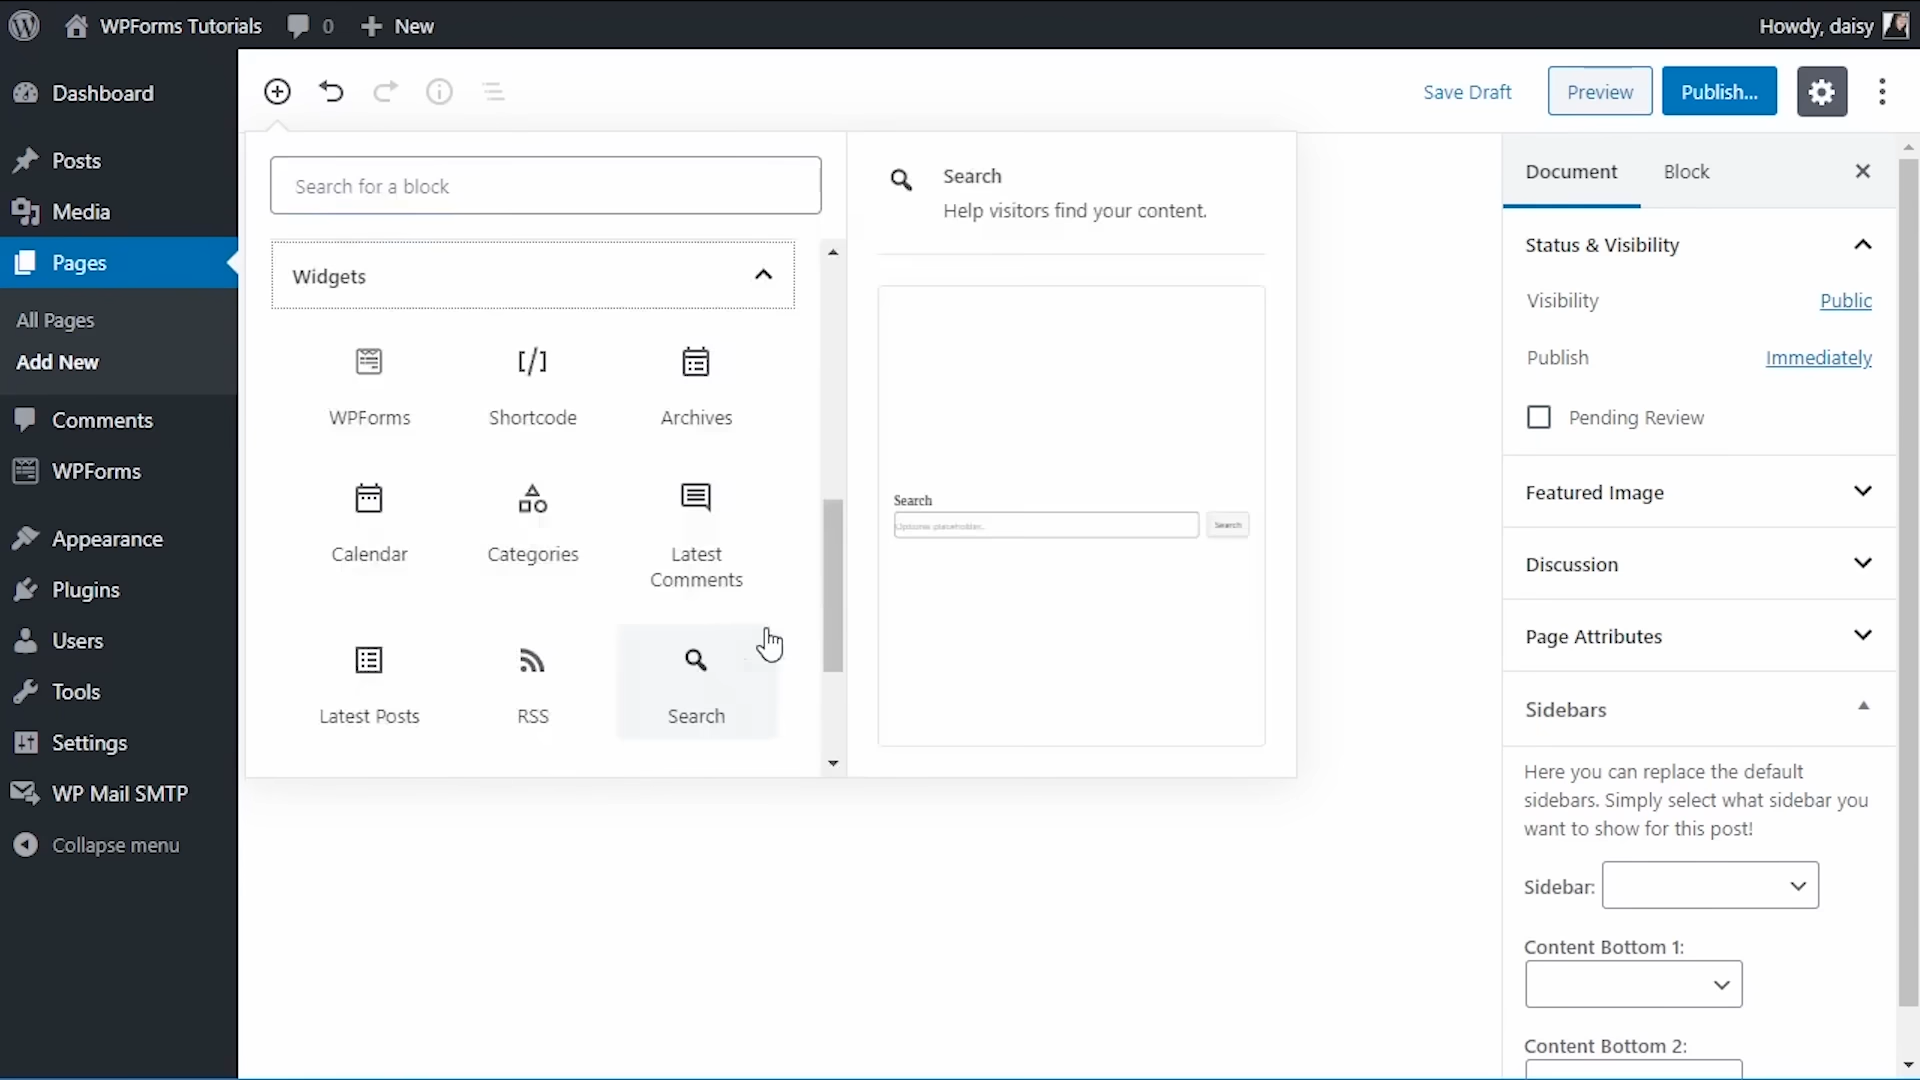 WPForms Tutorials 0 New Howdy, daisy
Dashboard
Posts
Media
Pages
All Pages
Add New
Comments
WPForms
Appearance
Plugins
Users
Tools
Settings
WP Mail SMTP
Collapse menu
Save Draft Preview Publish...
Search for a block
Widgets
WPForms Shortcode Archives
Calendar Categories Latest
Comments
Latest Posts RSS Search
Search
Help visitors find your content.
Search
Optional placeholder... Search
Document Block
Status & Visibility
Visibility Public
Publish Immediately
Pending Review
Featured Image
Discussion
Page Attributes
Sidebars
Here you can replace the default
sidebars. Simply select what sidebar you
want to show for this post!
Sidebar:
Content Bottom 1:
Content Bottom 2: